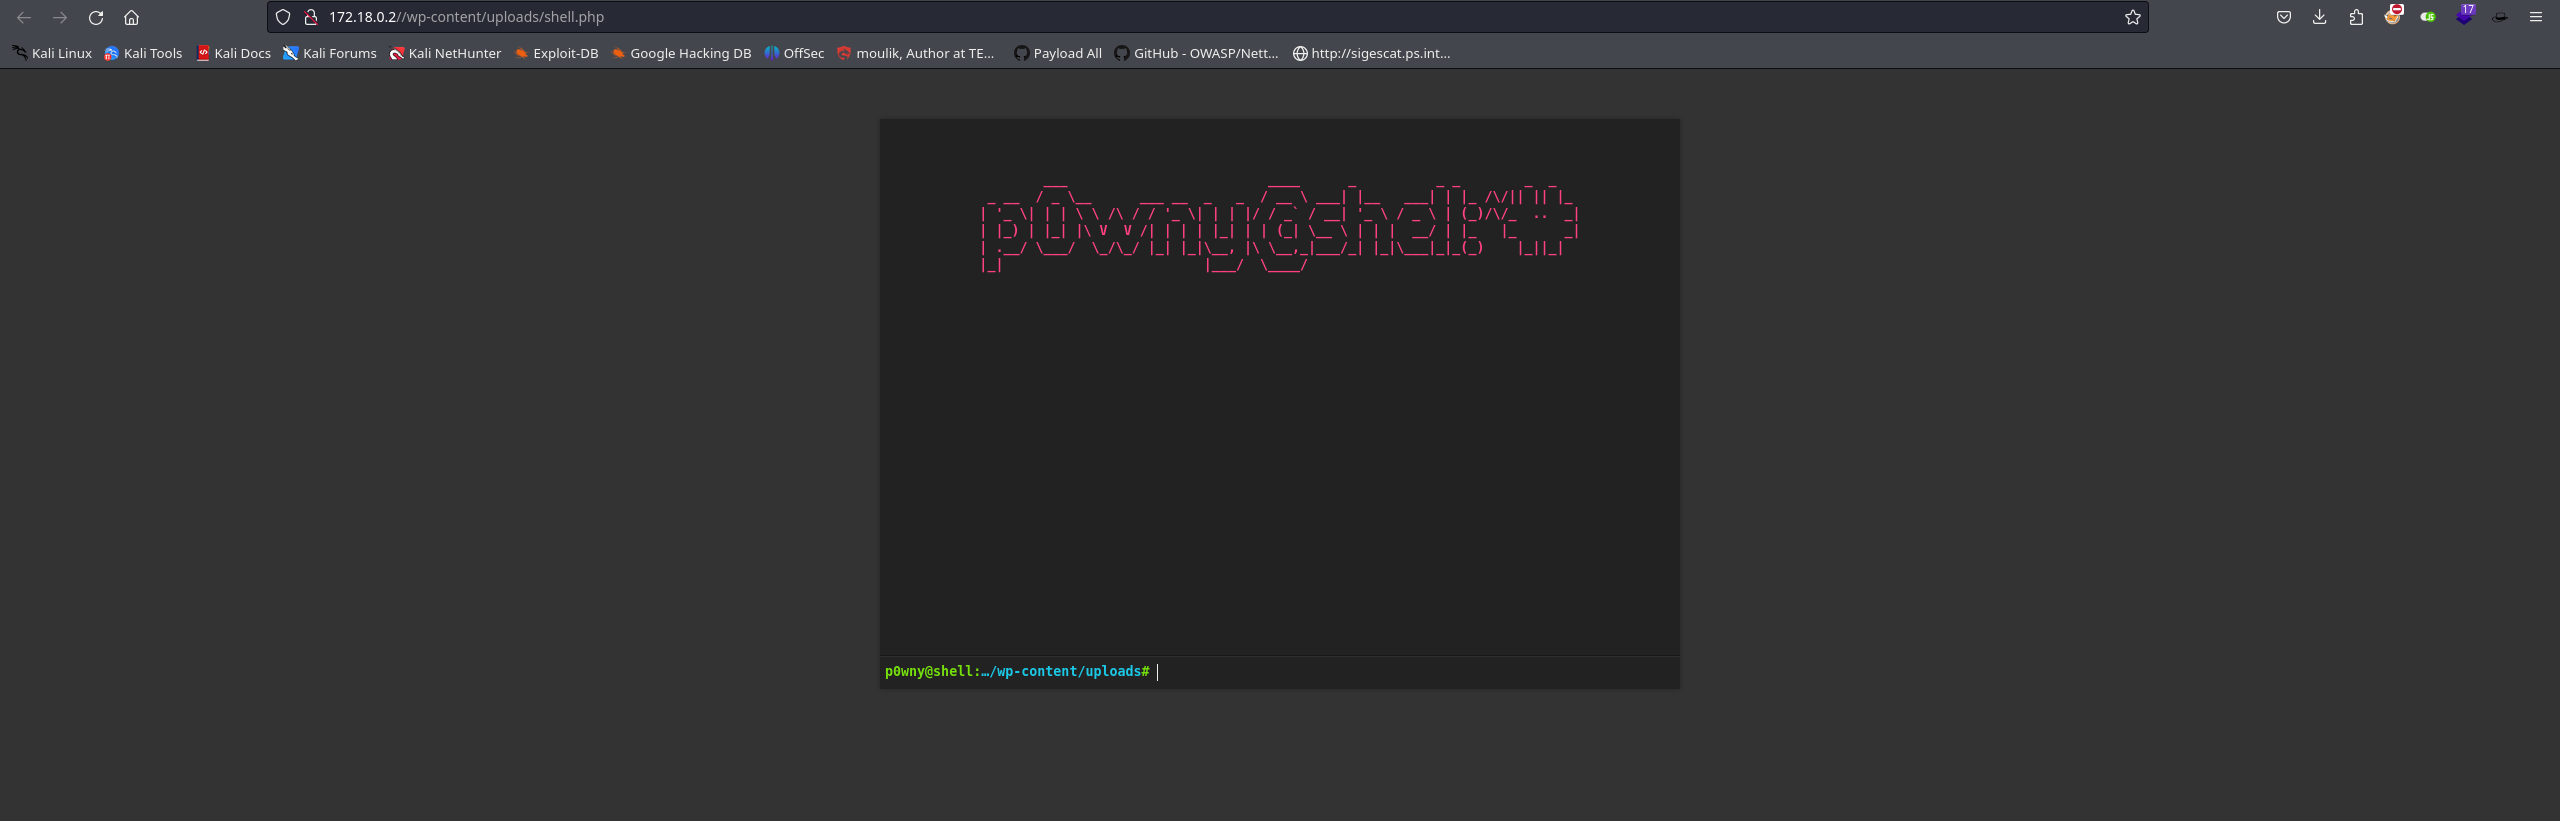 172.18.0.2//wp-content/uploads/shell.php
17
Kali Linux Kali Tools Kali Docs Kali Forums Kali NetHunter Exploit-DB Google Hacking DB OffSec moulik, Author at TE… Payload All GitHub - OWASP/Nett… http://sigescat.ps.int…
p0wny@shell:~#
p0wny@shell:…/wp-content/uploads#